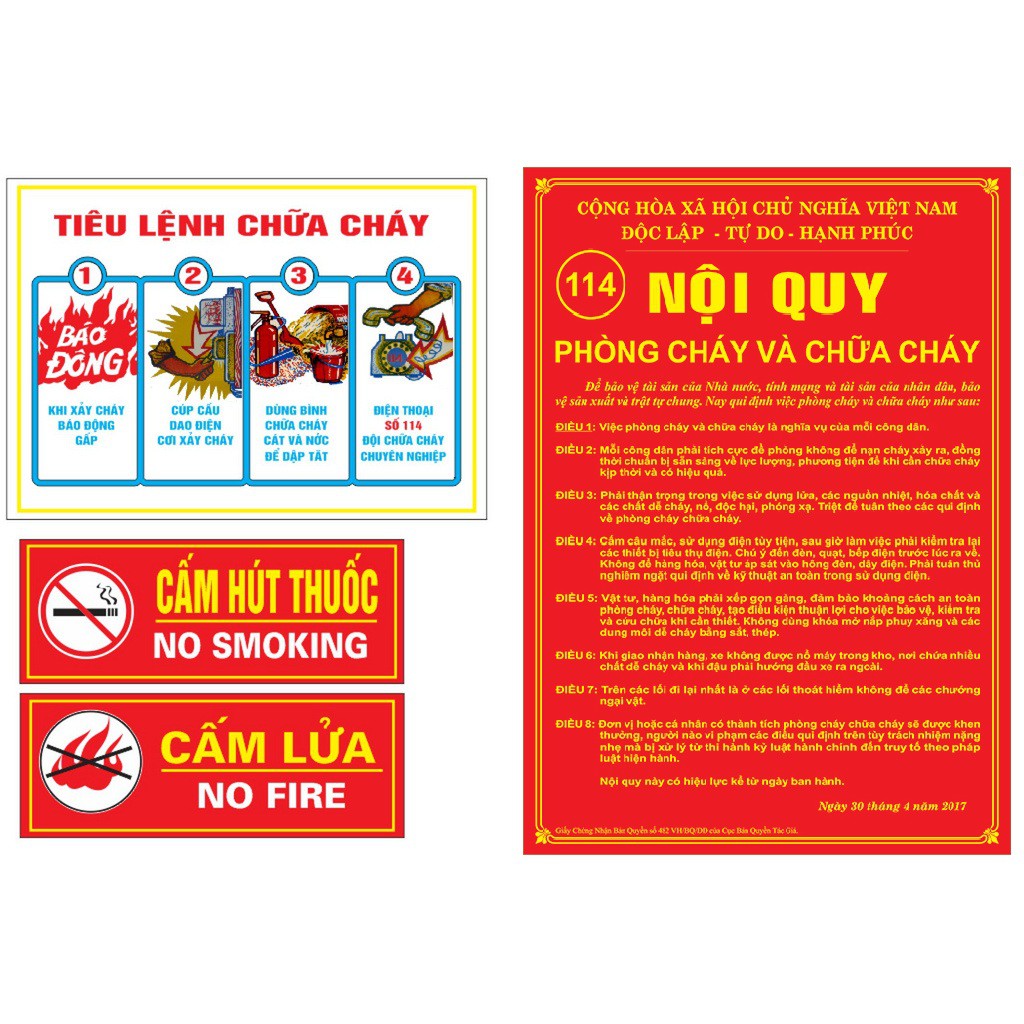 TIÊU LỆNH CHỮA CHÁY
1
BÁO
ĐỘNG
KHI XẢY CHÁY
BÁO ĐỘNG
GẤP
2
CÚP CẦU
DAO ĐIỆN
CƠI XẢY CHÁY
3
DÙNG BÌNH
CHỮA CHÁY
CÁT VÀ NỚC
ĐỂ DẬP TẮT
4
ĐIỆN THOẠI
SỐ 114
ĐỘI CHỮA CHÁY
CHUYÊN NGHIỆP
CẤM HÚT THUỐC
NO SMOKING
CẤM LỬA
NO FIRE
CỘNG HÒA XÃ HỘI CHỦ NGHĨA VIỆT NAM
ĐỘC LẬP - TỰ DO - HẠNH PHÚC
114
NỘI QUY
PHÒNG CHÁY VÀ CHỮA CHÁY
Để bảo vệ tài sản của Nhà nước, tính mạng và tài sản của nhân dân, bảo
vệ sản xuất và trật tự chung. Nay qui định việc phòng cháy và chữa cháy như sau:
ĐIỀU 1: Việc phòng cháy và chữa cháy là nghĩa vụ của mỗi công dân.
ĐIỀU 2: Mỗi công dân phải tích cực đề phòng không để nạn cháy xảy ra, đồng
thời chuẩn bị sẵn sàng về lực lượng, phương tiện để khi cần chữa cháy
kịp thời và có hiệu quả.
ĐIỀU 3: Phải thận trọng trong việc sử dụng lửa, các nguồn nhiệt, hóa chất và
các chất dễ cháy, nổ, độc hại, phóng xạ. Triệt để tuân theo các qui định
về phòng cháy chữa cháy.
ĐIỀU 4: Cấm câu mắc, sử dụng điện tùy tiện, sau giờ làm việc phải kiểm tra lại
các thiết bị tiêu thụ điện. Chú ý đến đèn, quạt, bếp điện trước lúc ra về.
Không để hàng hóa, vật tư áp sát vào hông đèn, dây điện. Phải tuân thủ
nghiêm ngặt qui định về kỹ thuật an toàn trong sử dụng điện.
ĐIỀU 5: Vật tư, hàng hóa phải xếp gọn gàng, đảm bảo khoảng cách an toàn
phòng cháy, chữa cháy, tạo điều kiện thuận lợi cho việc bảo vệ, kiểm tra
và cứu chữa khi cần thiết. Không dùng khóa mở nắp phuy xăng và các
dung môi dễ cháy bằng sắt, thép.
ĐIỀU 6: Khi giao nhận hàng, xe không được nổ máy trong kho, nơi chứa nhiều
chất dễ cháy và khi đậu phải hướng đầu xe ra ngoài.
ĐIỀU 7: Trên các lối đi lại nhất là ở các lối thoát hiểm không để các chướng
ngại vật.
ĐIỀU 8: Đơn vị hoặc cá nhân có thành tích phòng cháy chữa cháy sẽ được khen
thưởng, người nào vi phạm các điều qui định trên tùy trách nhiệm nặng
nhẹ mà bị xử lý từ thi hành kỷ luật hành chính đến truy tố theo pháp
luật hiện hành.
Nội quy này có hiệu lực kể từ ngày ban hành.
Ngày 30 tháng 4 năm 2017
Giấy Chứng Nhận Bản Quyền số 482 VH/BQ/DD của Cục Bản Quyền Tác Giả.